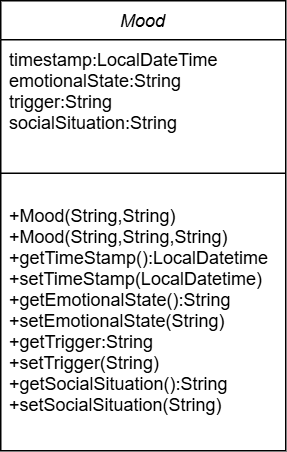 Mood
timestamp:LocalDateTime
emotionalState:String
trigger:String
socialSituation:String
+Mood(String,String)
+Mood(String,String,String)
+getTimeStamp():LocalDatetime
+setTimeStamp(LocalDatetime)
+getEmotionalState():String
+setEmotionalState(String)
+getTrigger:String
+setTrigger(String)
+getSocialSituation():String
+setSocialSituation(String)